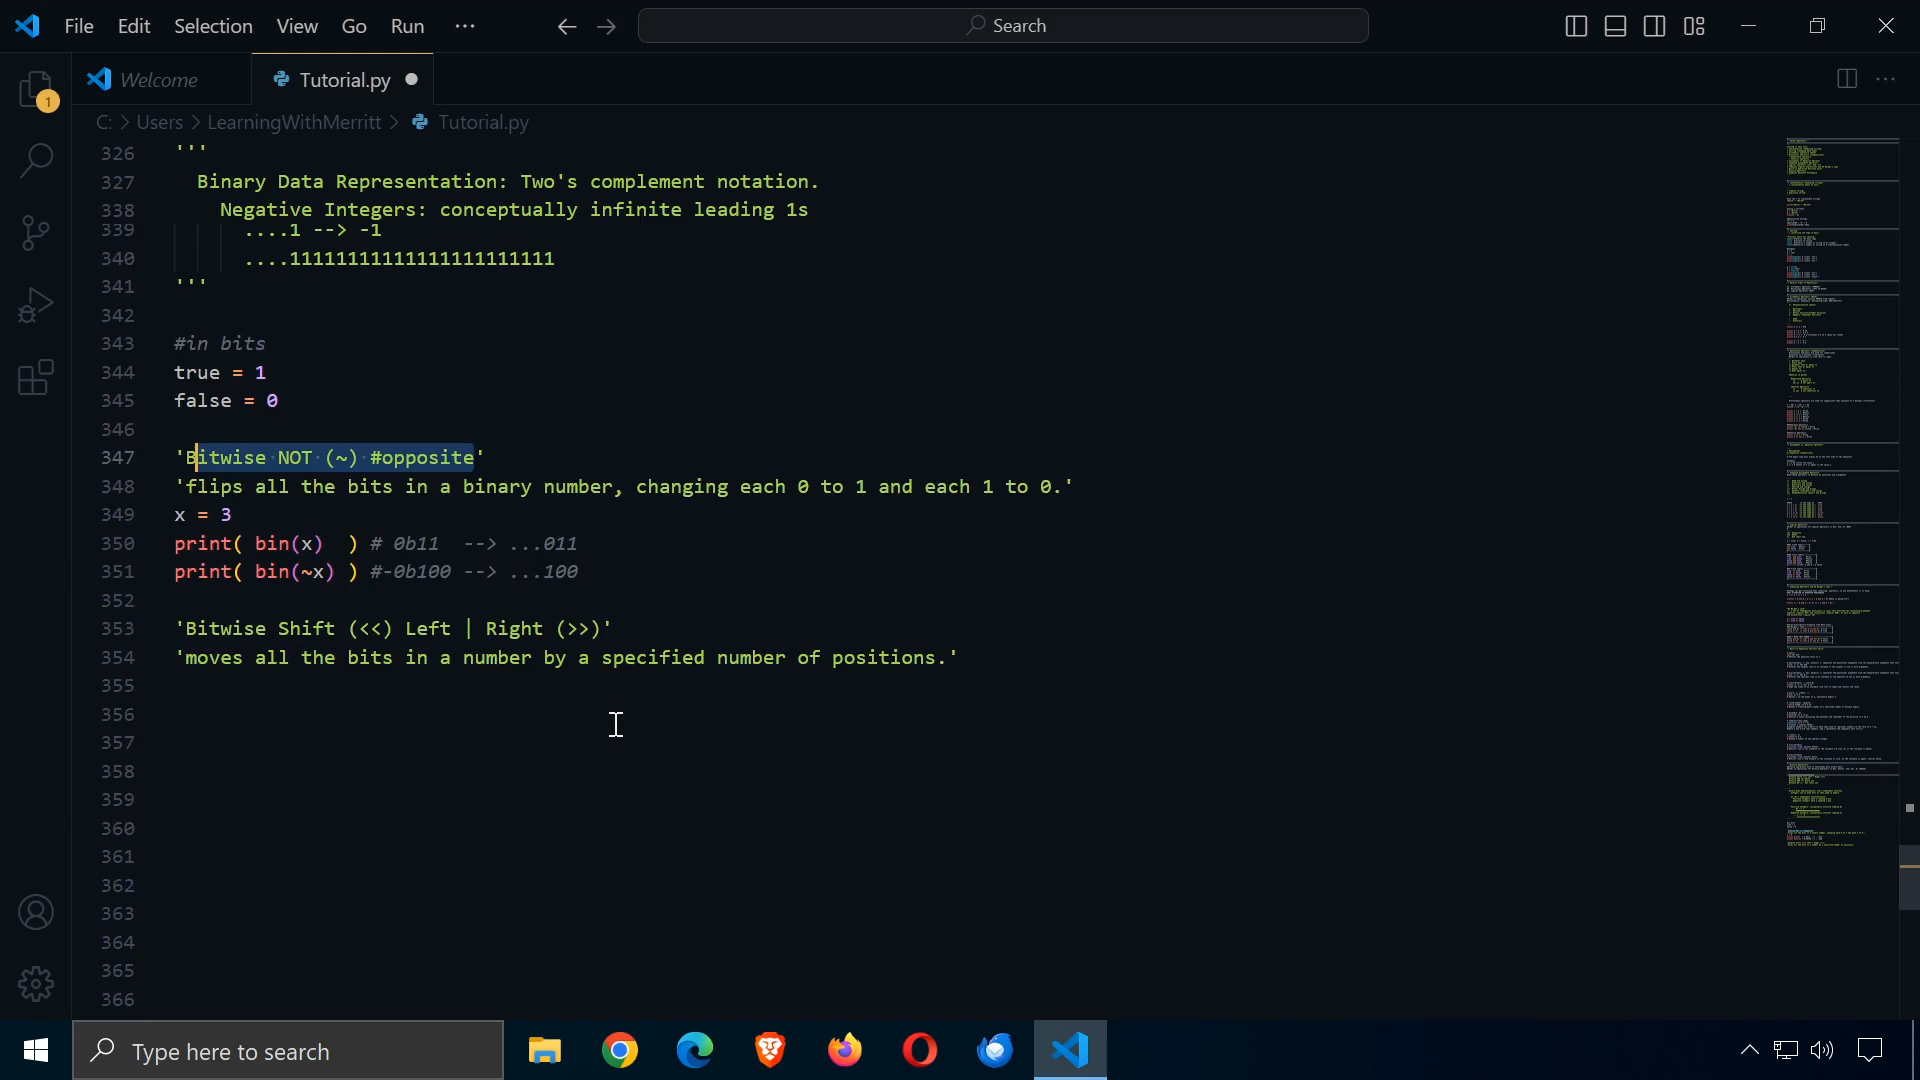 File Edit Selection View Go Run ... Search
Welcome Tutorial.py
1
C: > Users > LearningWithMerritt > Tutorial.py
326 '''
327 Binary Data Representation: Two's complement notation.
338 Negative Integers: conceptually infinite leading 1s
339 ....1 --> -1
340 ....11111111111111111111111
341 '''
342
343 #in bits
344 true = 1
345 false = 0
346
347 'Bitwise NOT (~) #opposite'
348 'flips all the bits in a binary number, changing each 0 to 1 and each 1 to 0.'
349 x = 3
350 print( bin(x)  ) # 0b11  --> ...011
351 print( bin(~x) ) #-0b100 --> ...100
352
353 'Bitwise Shift (<<) Left | Right (>>)'
354 'moves all the bits in a number by a specified number of positions.'
355
356
357
358
359
360
361
362
363
364
365
366
Type here to search